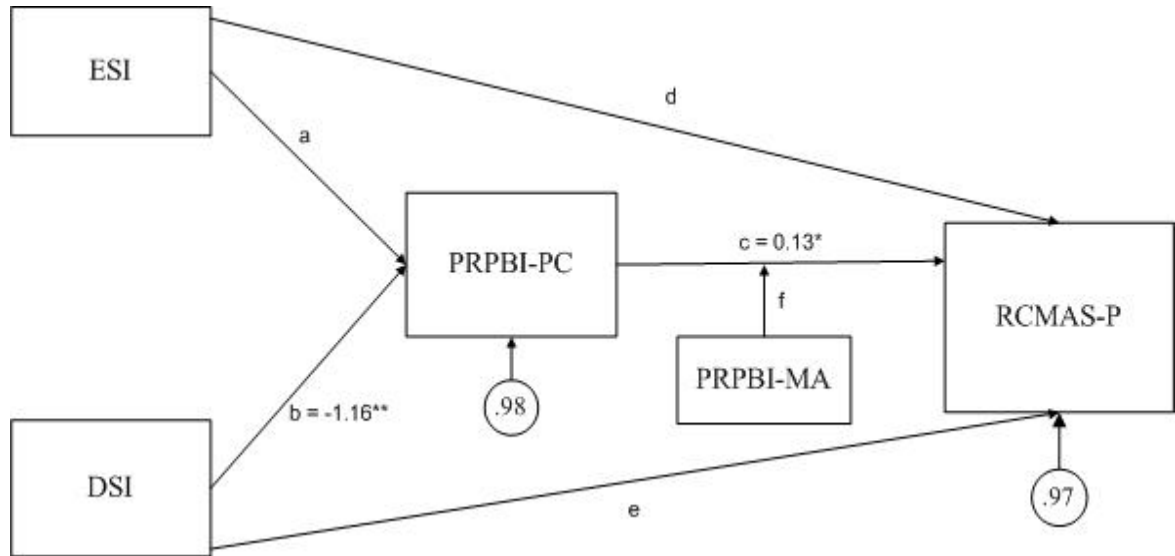 ESI
d
a
PRPBI-PC
c = 0.13*
RCMAS-P
f
PRPBI-MA
.98
b = -1.16**
DSI
e
.97